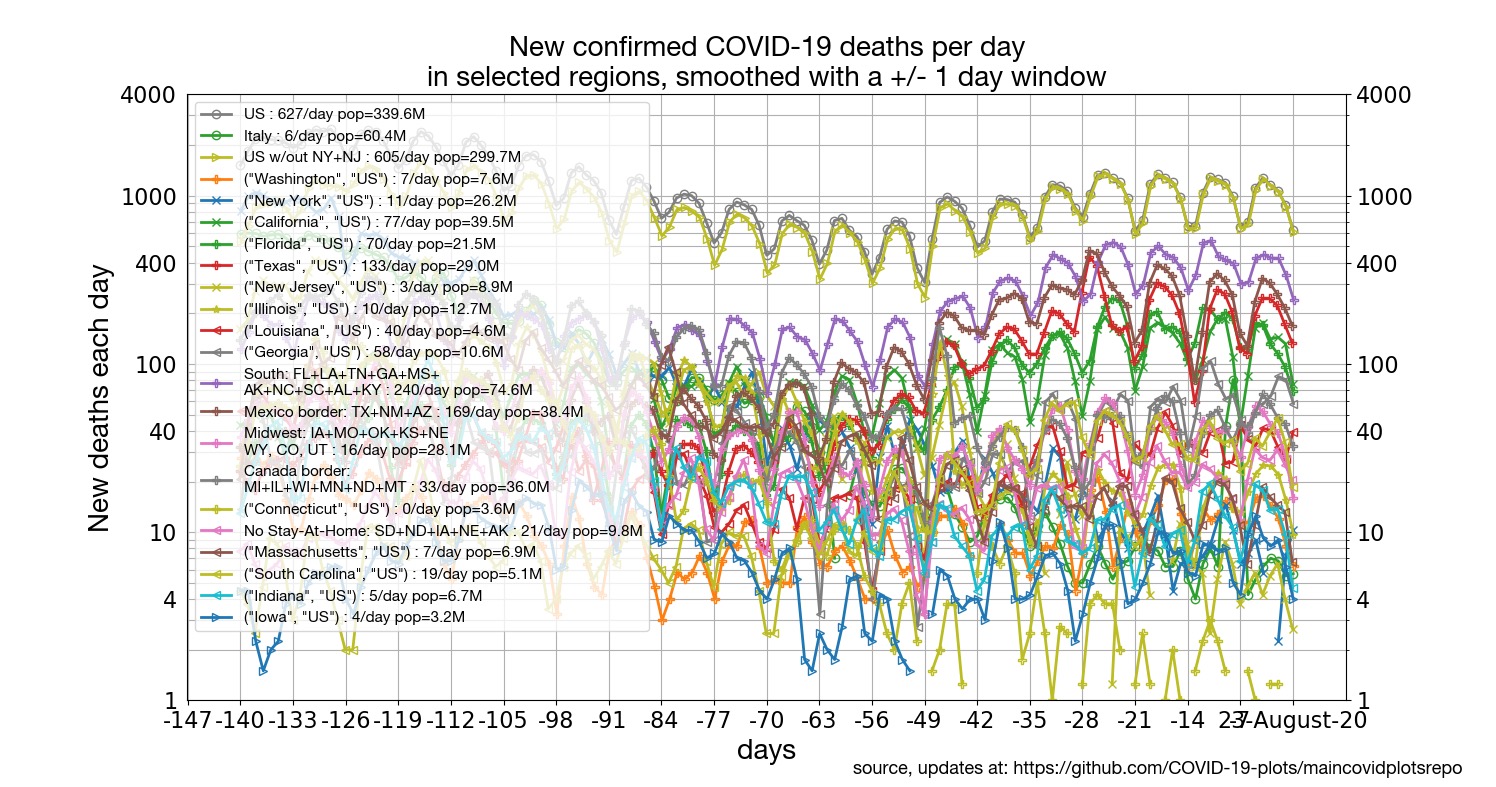 New confirmed COVID-19 deaths per day
in selected regions, smoothed with a +/- 1 day window
New deaths each day
4000
1000
400
100
40
10
4
1
US : 627/day pop=339.6M
Italy : 6/day pop=60.4M
US w/out NY+NJ : 605/day pop=299.7M
("Washington", "US") : 7/day pop=7.6M
("New York", "US") : 11/day pop=26.2M
("California", "US") : 77/day pop=39.5M
("Florida", "US") : 70/day pop=21.5M
("Texas", "US") : 133/day pop=29.0M
("New Jersey", "US") : 3/day pop=8.9M
("Illinois", "US") : 10/day pop=12.7M
("Louisiana", "US") : 40/day pop=4.6M
("Georgia", "US") : 58/day pop=10.6M
South: FL+LA+TN+GA+MS+
AK+NC+SC+AL+KY : 240/day pop=74.6M
Mexico border: TX+NM+AZ : 169/day pop=38.4M
Midwest: IA+MO+OK+KS+NE
WY, CO, UT : 16/day pop=28.1M
Canada border:
MI+IL+WI+MN+ND+MT : 33/day pop=36.0M
("Connecticut", "US") : 0/day pop=3.6M
No Stay-At-Home: SD+ND+IA+NE+AK : 21/day pop=9.8M
("Massachusetts", "US") : 7/day pop=6.9M
("South Carolina", "US") : 19/day pop=5.1M
("Indiana", "US") : 5/day pop=6.7M
("Iowa", "US") : 4/day pop=3.2M
4000
1000
400
100
40
10
4
1
-147 -140 -133 -126 -119 -112 -105 -98 -91 -84 -77 -70 -63 -56 -49 -42 -35 -28 -21 -14 -7 23-August-20
days
source, updates at: https://github.com/COVID-19-plots/maincovidplotsrepo